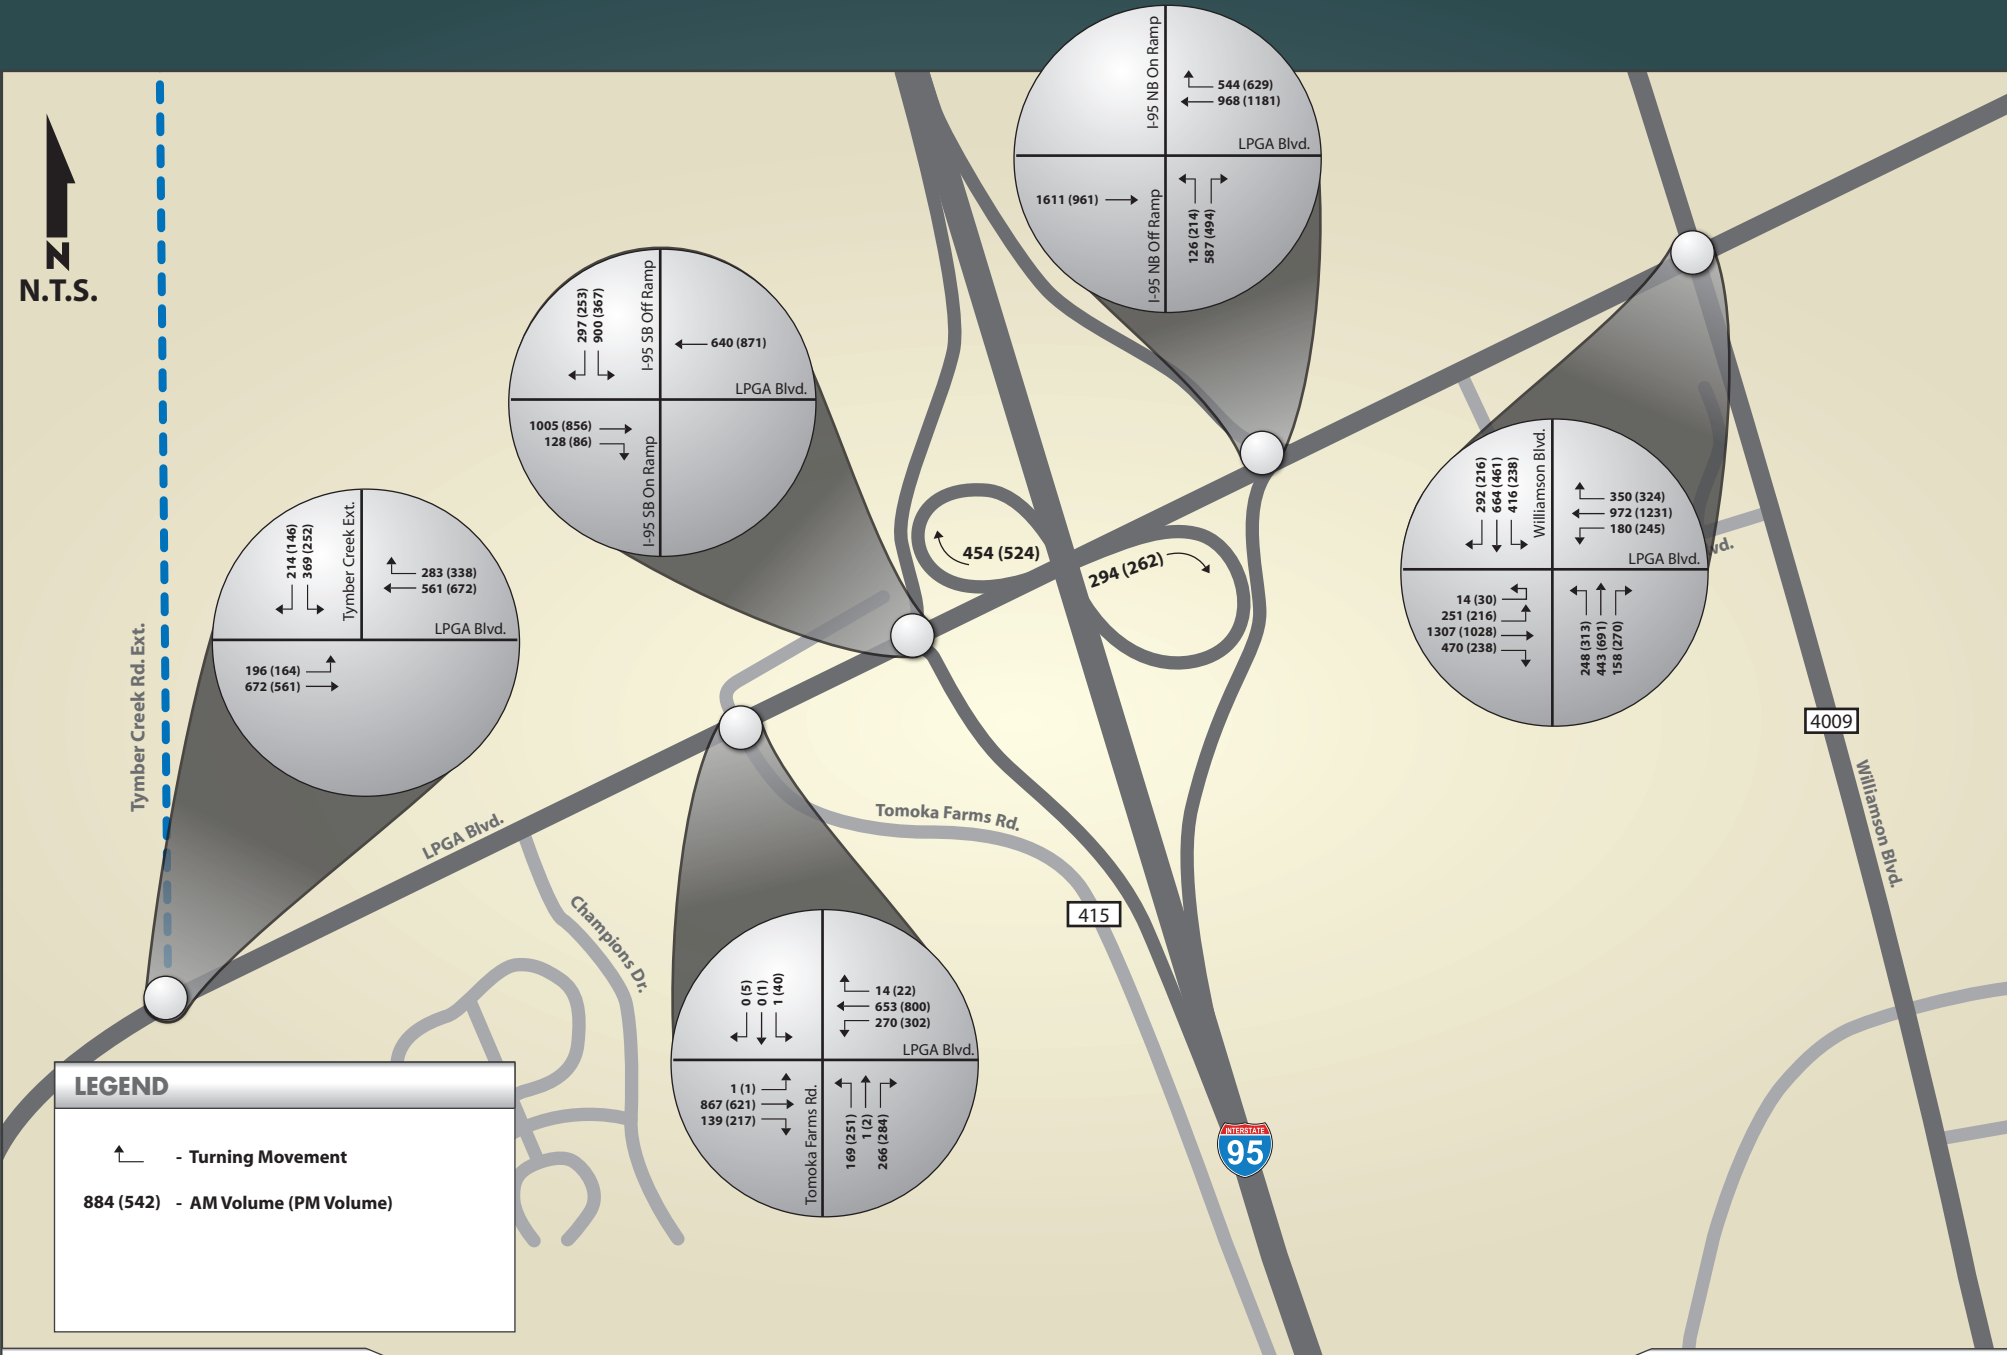 N
N.T.S.
Tymber Creek Rd. Ext.
I-95 NB On Ramp
544 (629)
968 (1181)
LPGA Blvd.
1611 (961)
I-95 NB Off Ramp
126 (214)
587 (494)
297 (253)
900 (367)
I-95 SB Off Ramp
640 (871)
LPGA Blvd.
1005 (856)
128 (86)
I-95 SB On Ramp
214 (146)
369 (252)
Tymber Creek Ext.
283 (338)
561 (672)
LPGA Blvd.
196 (164)
672 (561)
454 (524)
294 (262)
292 (216)
664 (461)
416 (238)
Williamson Blvd.
350 (324)
972 (1231)
180 (245)
LPGA Blvd.
14 (30)
251 (216)
1307 (1028)
470 (238)
248 (313)
443 (691)
158 (270)
vd.
4009
Williamson Blvd.
LPGA Blvd.
Champions Dr.
Tomoka Farms Rd.
415
0 (5)
0 (1)
1 (40)
14 (22)
653 (800)
270 (302)
LPGA Blvd.
1 (1)
867 (621)
139 (217)
Tomoka Farms Rd.
169 (251)
1 (2)
266 (284)
INTERSTATE
95
LEGEND
- Turning Movement
884 (542) - AM Volume (PM Volume)